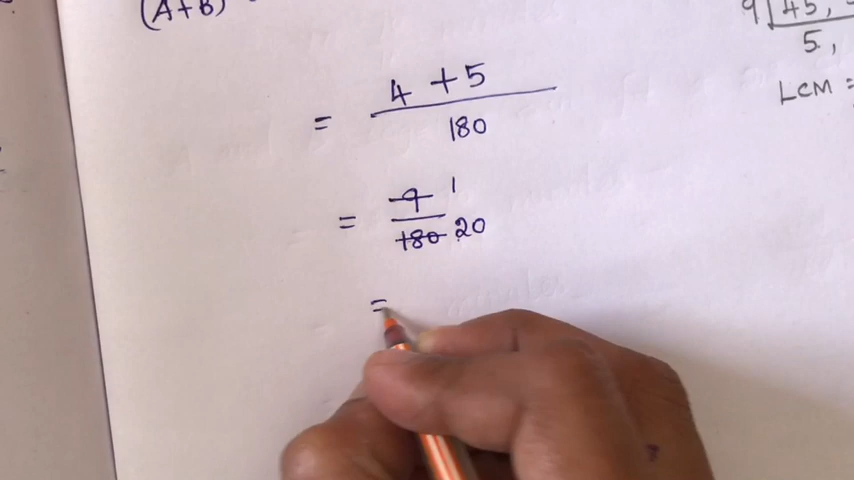 (A+B)
9 45,
5,
LCM =
4 + 5
= 180
9 1
= 180 20
=